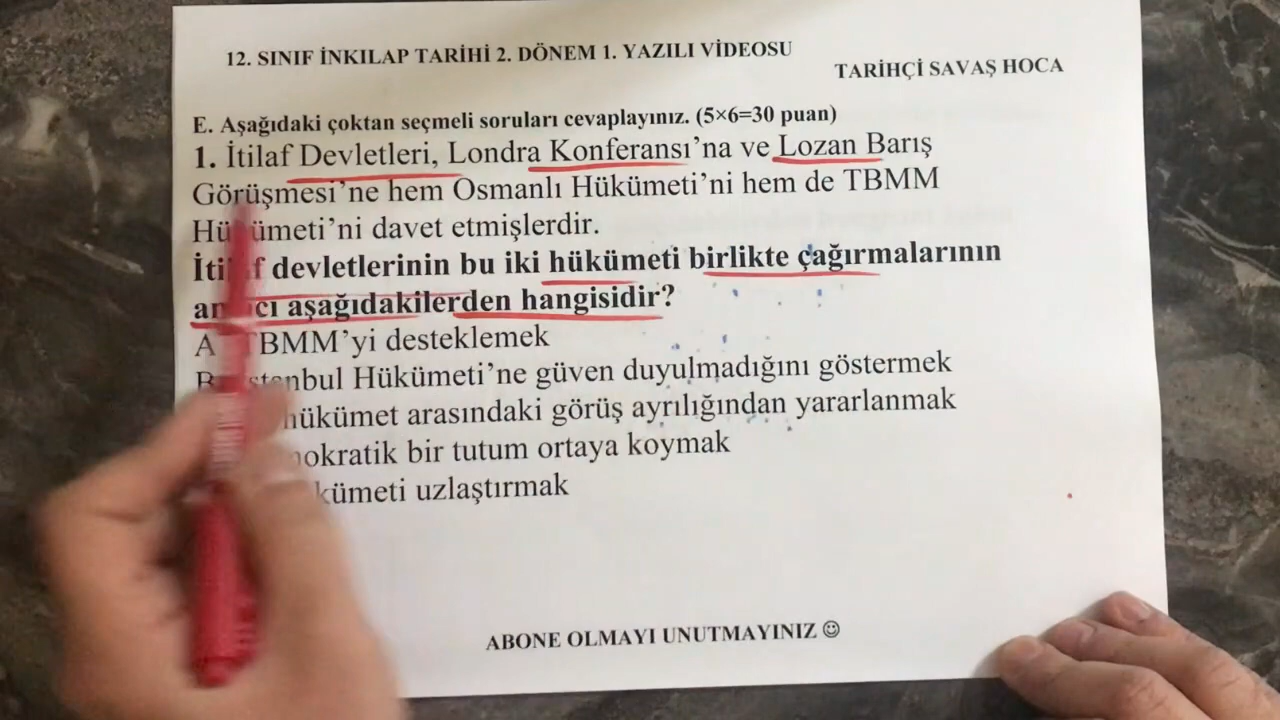 12. SINIF İNKILAP TARİHİ 2. DÖNEM 1. YAZILI VİDEOSU
TARİHÇİ SAVAŞ HOCA
E. Aşağıdaki çoktan seçmeli soruları cevaplayınız. (5×6=30 puan)
1. İtilaf Devletleri, Londra Konferansı'na ve Lozan Barış
Görüşmesi'ne hem Osmanlı Hükümeti'ni hem de TBMM
Hükümeti'ni davet etmişlerdir.
İtilaf devletlerinin bu iki hükümeti birlikte çağırmalarının
amacı aşağıdakilerden hangisidir?
A TBMM'yi desteklemek
B İstanbul Hükümeti'ne güven duyulmadığını göstermek
hükümet arasındaki görüş ayrılığından yararlanmak
bir tutum ortaya koymak
uzlaştırmak
ABONE OLMAYI UNUTMAYINIZ ☺